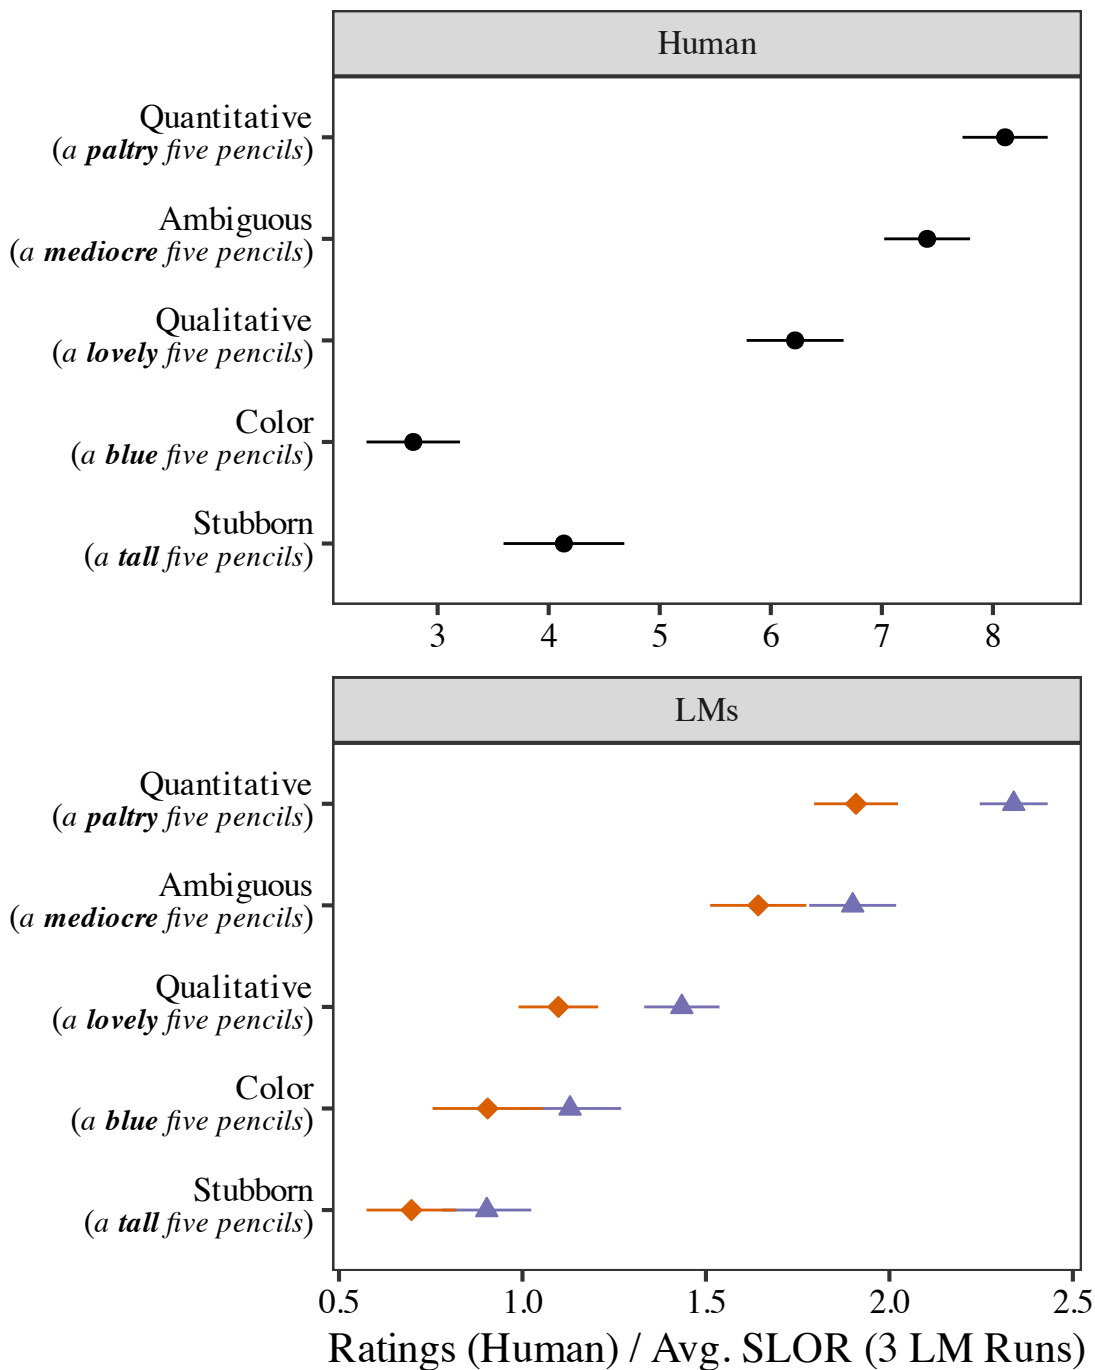 Human
Quantitative
(a paltry five pencils)
Ambiguous
(a mediocre five pencils)
Qualitative
(a lovely five pencils)
Color
(a blue five pencils)
Stubborn
(a tall five pencils)
3 4 5 6 7 8
LMs
Quantitative
(a paltry five pencils)
Ambiguous
(a mediocre five pencils)
Qualitative
(a lovely five pencils)
Color
(a blue five pencils)
Stubborn
(a tall five pencils)
0.5 1.0 1.5 2.0 2.5
Ratings (Human) / Avg. SLOR (3 LM Runs)